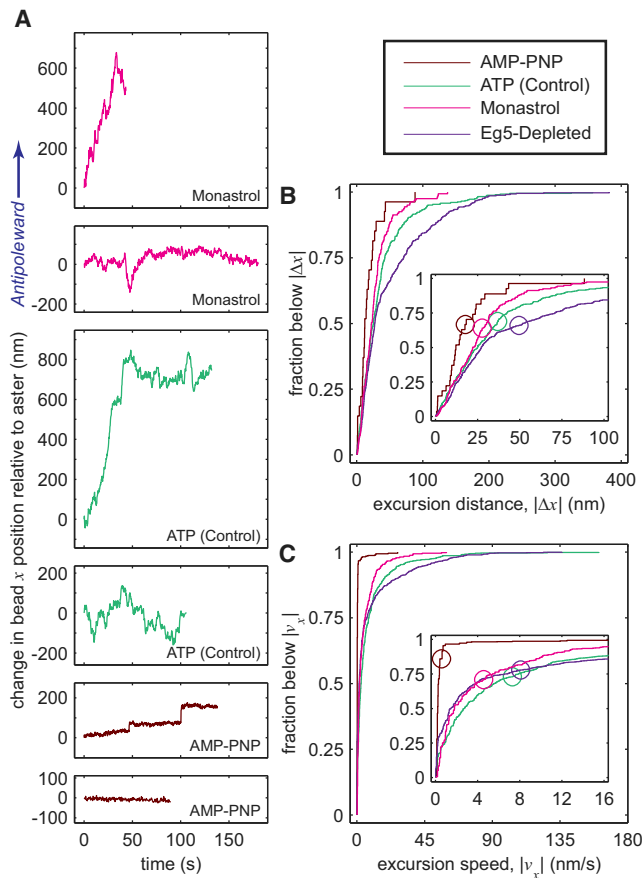 A
change in bead x position relative to aster (nm)
Antipoleward
600
400
200
0
Monastrol
0
-200
Monastrol
800
600
400
200
0
ATP (Control)
200
0
-200
ATP (Control)
200
0
AMP-PNP
100
0
-100
AMP-PNP
0 50 100 150
time (s)
AMP-PNP
ATP (Control)
Monastrol
Eg5-Depleted
B
fraction below |Δx|
1
0.75
0.5
0.25
0
1
0.75
0.5
0.25
0
0 25 50 75 100
0 100 200 300 400
excursion distance, |Δx| (nm)
C
fraction below |vₓ|
1
0.75
0.5
0.25
0
1
0.75
0.5
0.25
0
0 4 8 12 16
0 45 90 135 180
excursion speed, |vₓ| (nm/s)